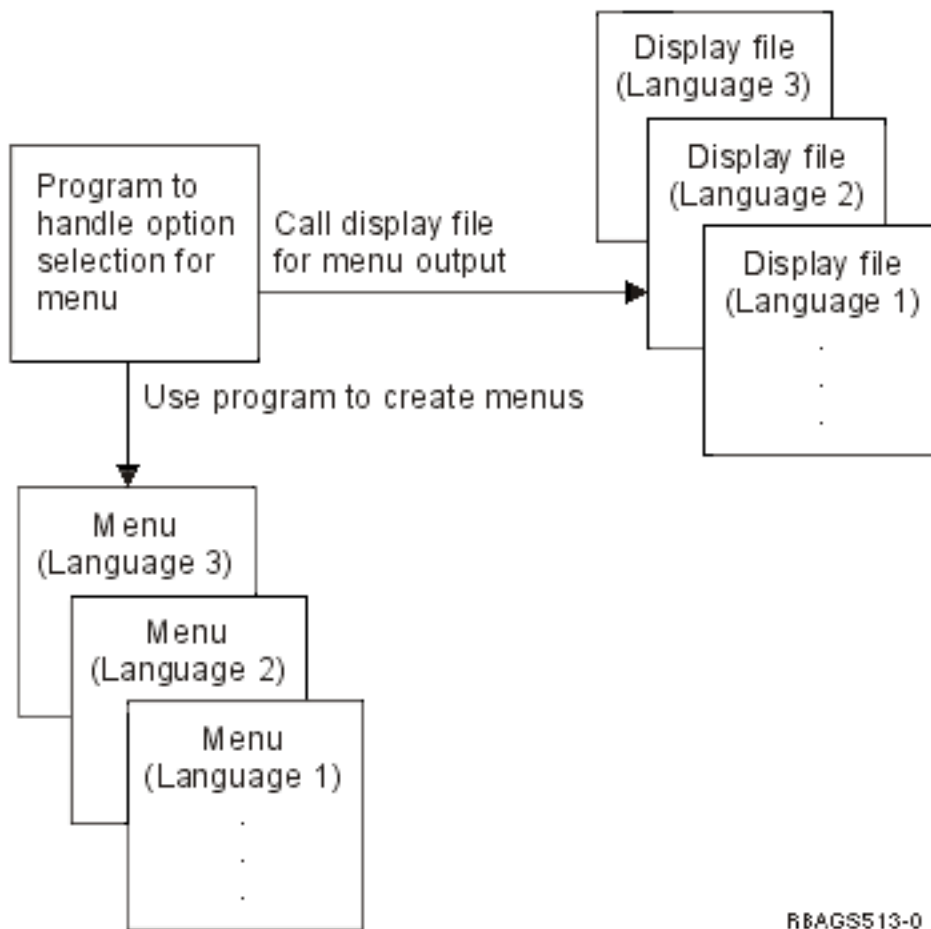 Program to
handle option
selection for
menu
Call display file
for menu output
Display file
(Language 3)
Display file
(Language 2)
Display file
(Language 1)
.
.
.
Use program to create menus
Menu
(Language 3)
Menu
(Language 2)
Menu
(Language 1)
.
.
.
RBAGS513-0